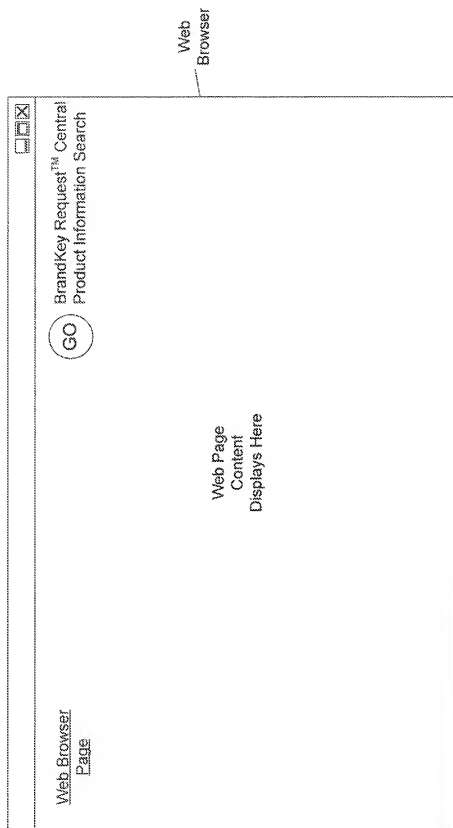 Web Browser
Page
GO
BrandKey Request™ Central
Product Information Search
Web Page
Content
Displays Here
Web
Browser